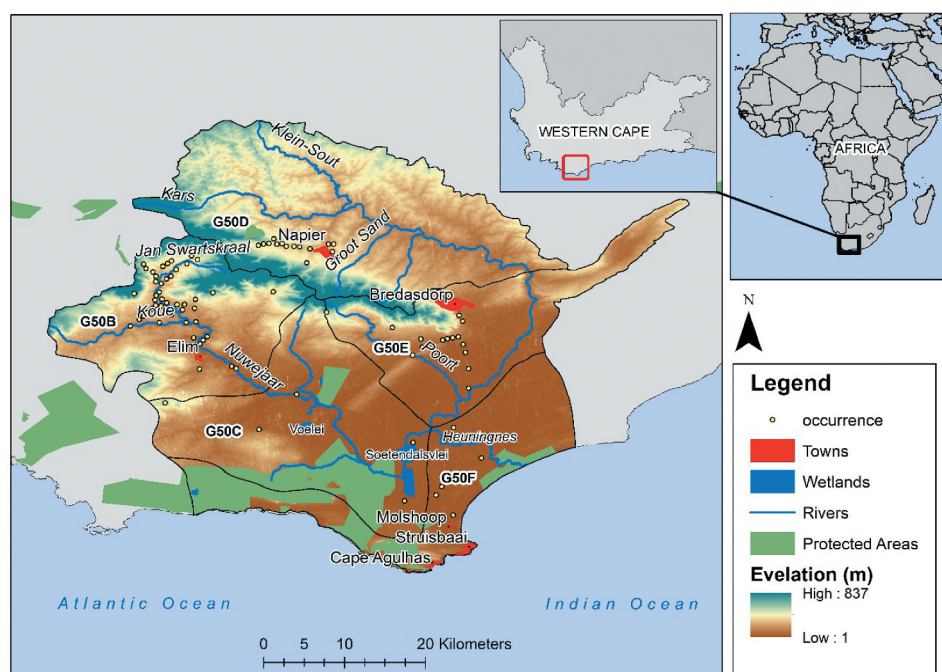 WESTERN CAPE
AFRICA
Klein-Sout
Kars
G50D
Napier
Groot Sand
Jan Swartskraal
Bredasdorp
Koue
G50B
G50E
Poort
Elim
Nuwejaar
G50C
Voelei
Heuningnes
Soetendalsvlei
G50F
Molshoop
Struisbaai
Cape Agulhas
Atlantic Ocean
Indian Ocean
0 5 10 20 Kilometers
N
Legend
occurrence
Towns
Wetlands
Rivers
Protected Areas
Evelation (m)
High : 837
Low : 1